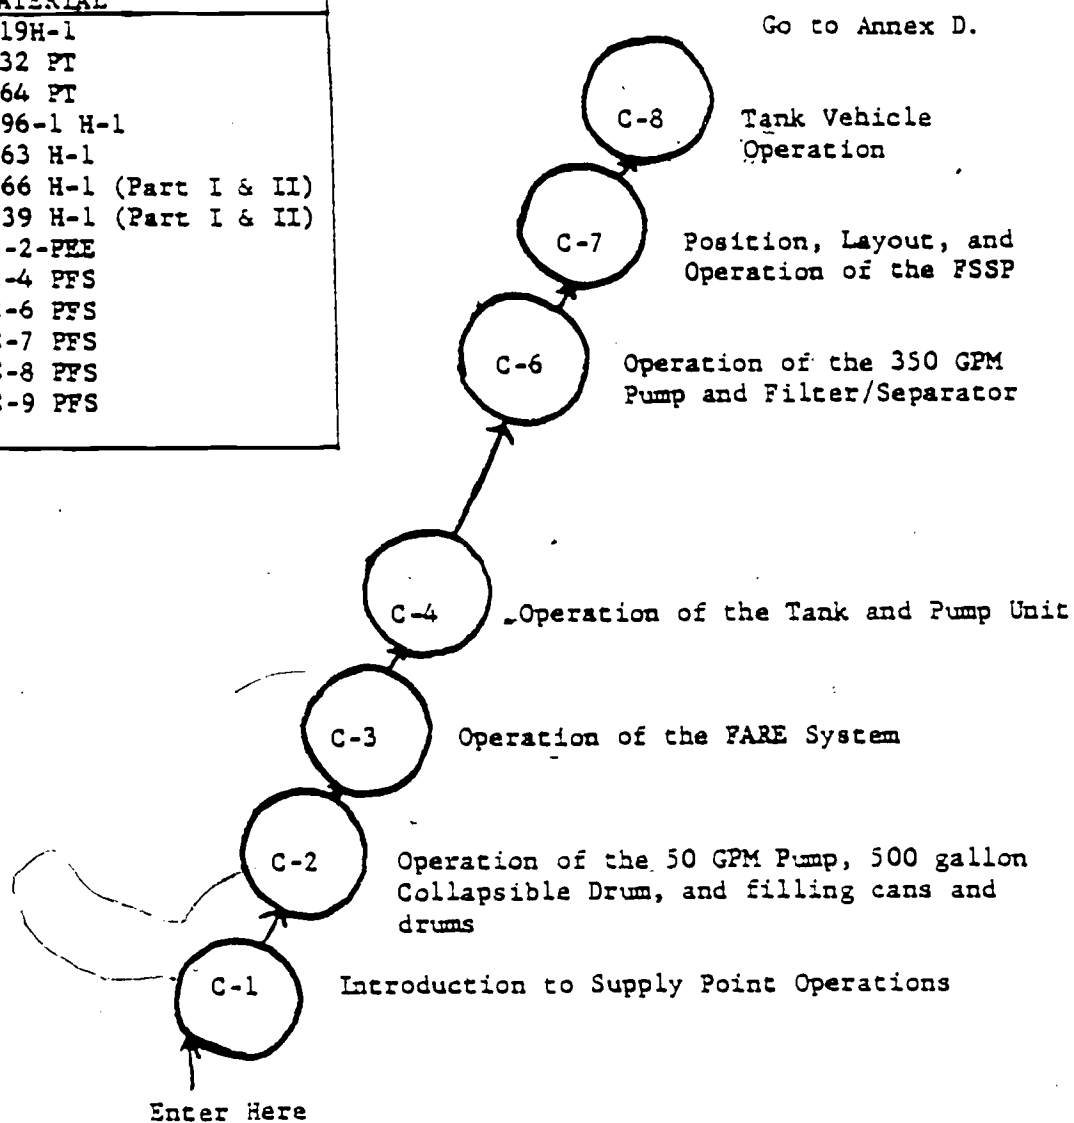 19H-1
32 PT
64 PT
96-1 H-1
63 H-1
66 H-1 (Part I & II)
39 H-1 (Part I & II)
-2-PEE
-4 PFS
-6 PFS
-7 PFS
-8 PFS
-9 PFS
Go to Annex D.
C-8
Tank Vehicle
Operation
C-7
Position, Layout, and
Operation of the FSSP
C-6
Operation of the 350 GPM
Pump and Filter/Separator
C-4
Operation of the Tank and Pump Unit
C-3
Operation of the FARE System
C-2
Operation of the 50 GPM Pump, 500 gallon
Collapsible Drum, and filling cans and
drums
C-1
Introduction to Supply Point Operations
Enter Here